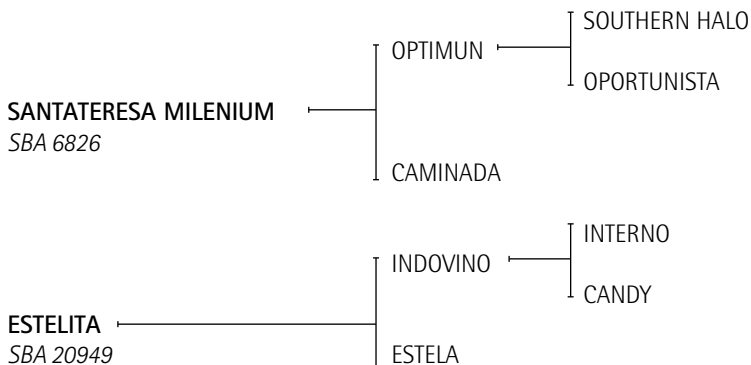 SOUTHERN HALO
OPTIMUN
OPORTUNISTA
SANTATERESA MILENIUM
SBA 6826
CAMINADA
INTERNO
INDOVINO
CANDY
ESTELITA
SBA 20949
ESTELA